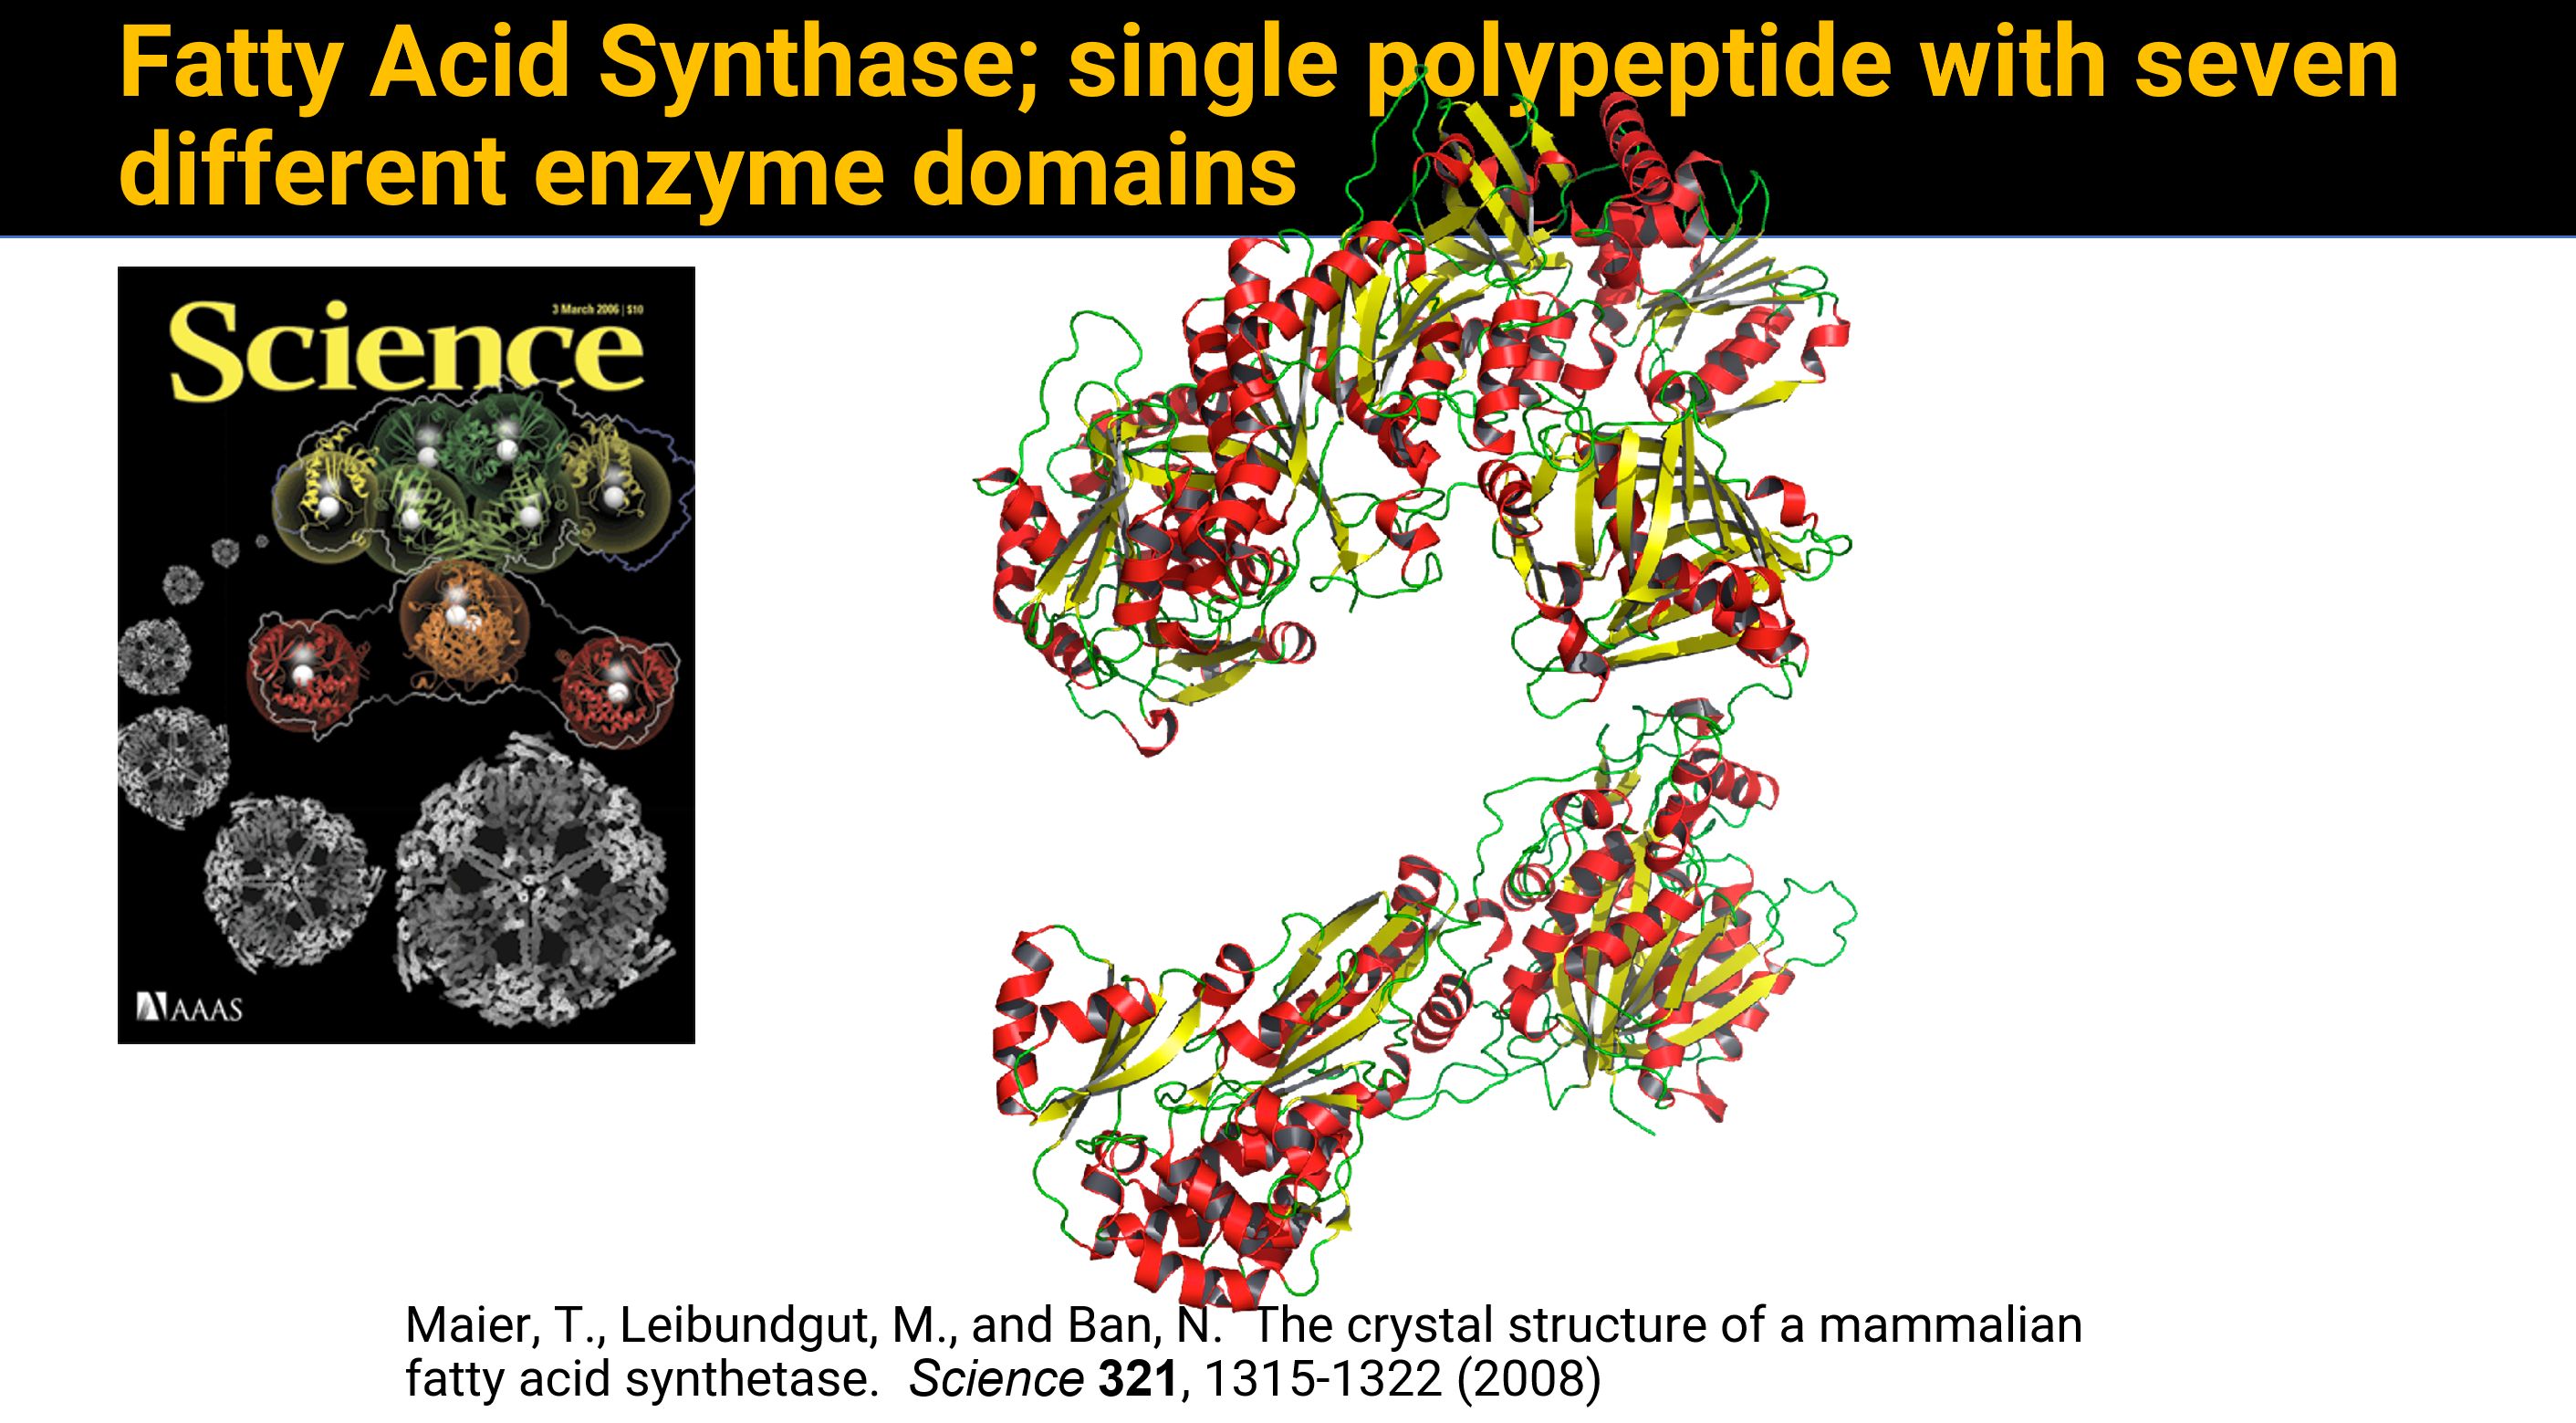 Fatty Acid Synthase; single polypeptide with seven
different enzyme domains
Science
3 March 2006 | $10
AAAS
Maier, T., Leibundgut, M., and Ban, N.  The crystal structure of a mammalian
fatty acid synthetase.  Science 321, 1315-1322 (2008)